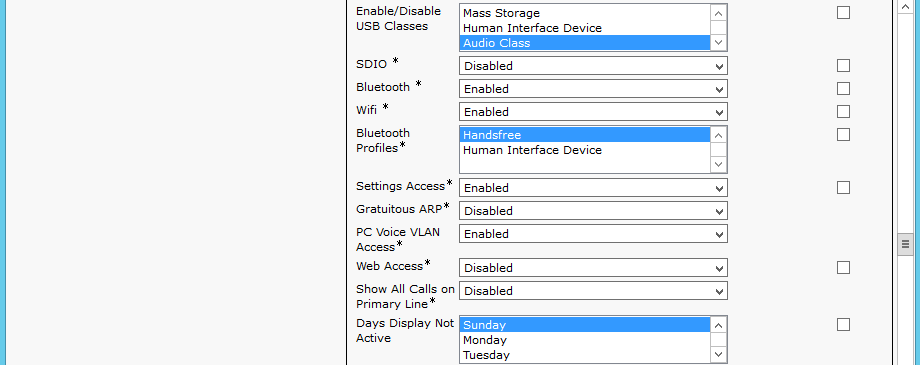 Enable/Disable
USB Classes
Mass Storage
Human Interface Device
Audio Class
SDIO *
Disabled
Bluetooth *
Enabled
Wifi *
Enabled
Bluetooth
Profiles*
Handsfree
Human Interface Device
Settings Access*
Enabled
Gratuitous ARP*
Disabled
PC Voice VLAN
Access*
Enabled
Web Access*
Disabled
Show All Calls on
Primary Line*
Disabled
Days Display Not
Active
Sunday
Monday
Tuesday